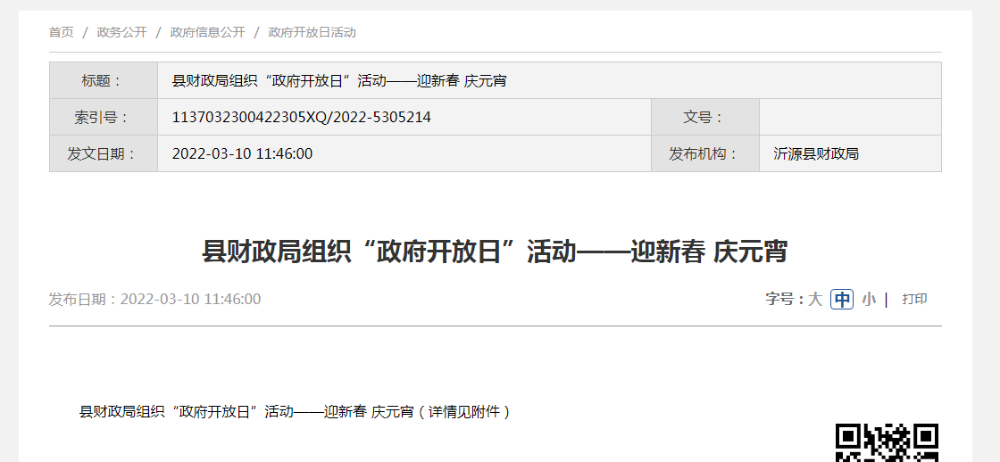 首页 / 政务公开 / 政府信息公开 / 政府开放日活动
标题： 县财政局组织“政府开放日”活动——迎新春 庆元宵
索引号： 1137032300422305XQ/2022-5305214 文号：
发文日期： 2022-03-10 11:46:00 发布机构： 沂源县财政局
县财政局组织“政府开放日”活动——迎新春 庆元宵
发布日期：2022-03-10 11:46:00 字号：大 中 小 | 打印
县财政局组织“政府开放日”活动——迎新春 庆元宵（详情见附件）